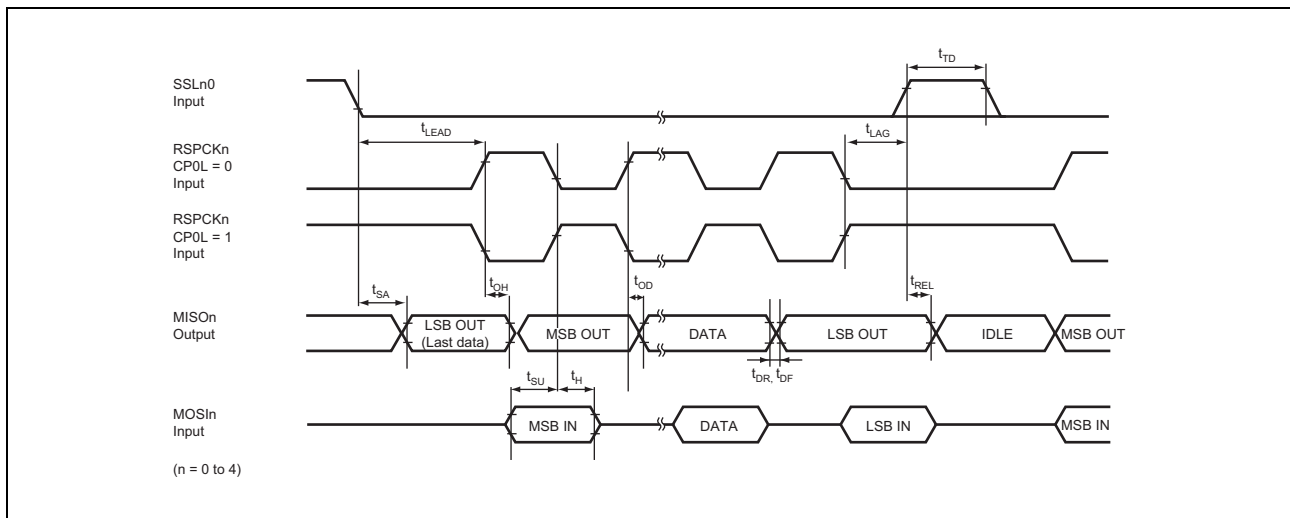 SSLn0
Input
tTD
tLEAD
tLAG
RSPCKn
CP0L = 0
Input
RSPCKn
CP0L = 1
Input
tSA
tOH
tOD
tREL
MISOn
Output
LSB OUT
(Last data)
MSB OUT
DATA
LSB OUT
IDLE
MSB OUT
tSU
tH
tDR, tDF
MOSIn
Input
MSB IN
DATA
LSB IN
MSB IN
(n = 0 to 4)